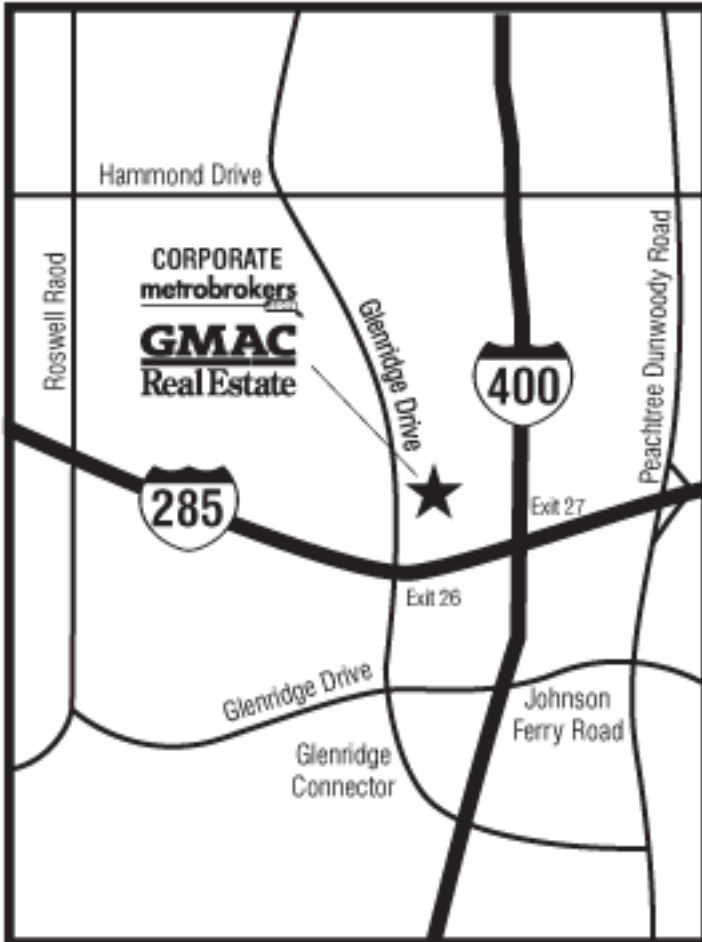 Hammond Drive
Roswell Raod
CORPORATE
metrobrokers
.com
GMAC
Real Estate
Glenridge Drive
400
Peachtree Dunwoody Road
285
Exit 27
Exit 26
Glenridge Drive
Johnson
Ferry Road
Glenridge
Connector